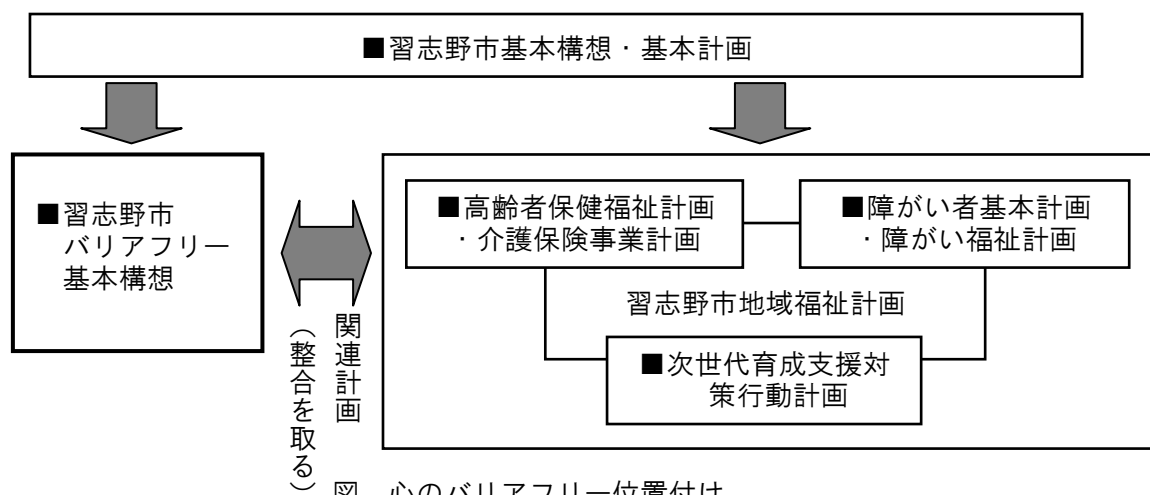 ■習志野市基本構想・基本計画
■習志野市
バリアフリー
基本構想
関連計画
（整合を取る）
■高齢者保健福祉計画
・介護保険事業計画
■障がい者基本計画
・障がい福祉計画
習志野市地域福祉計画
■次世代育成支援対
策行動計画
図　心のバリアフリー位置付け